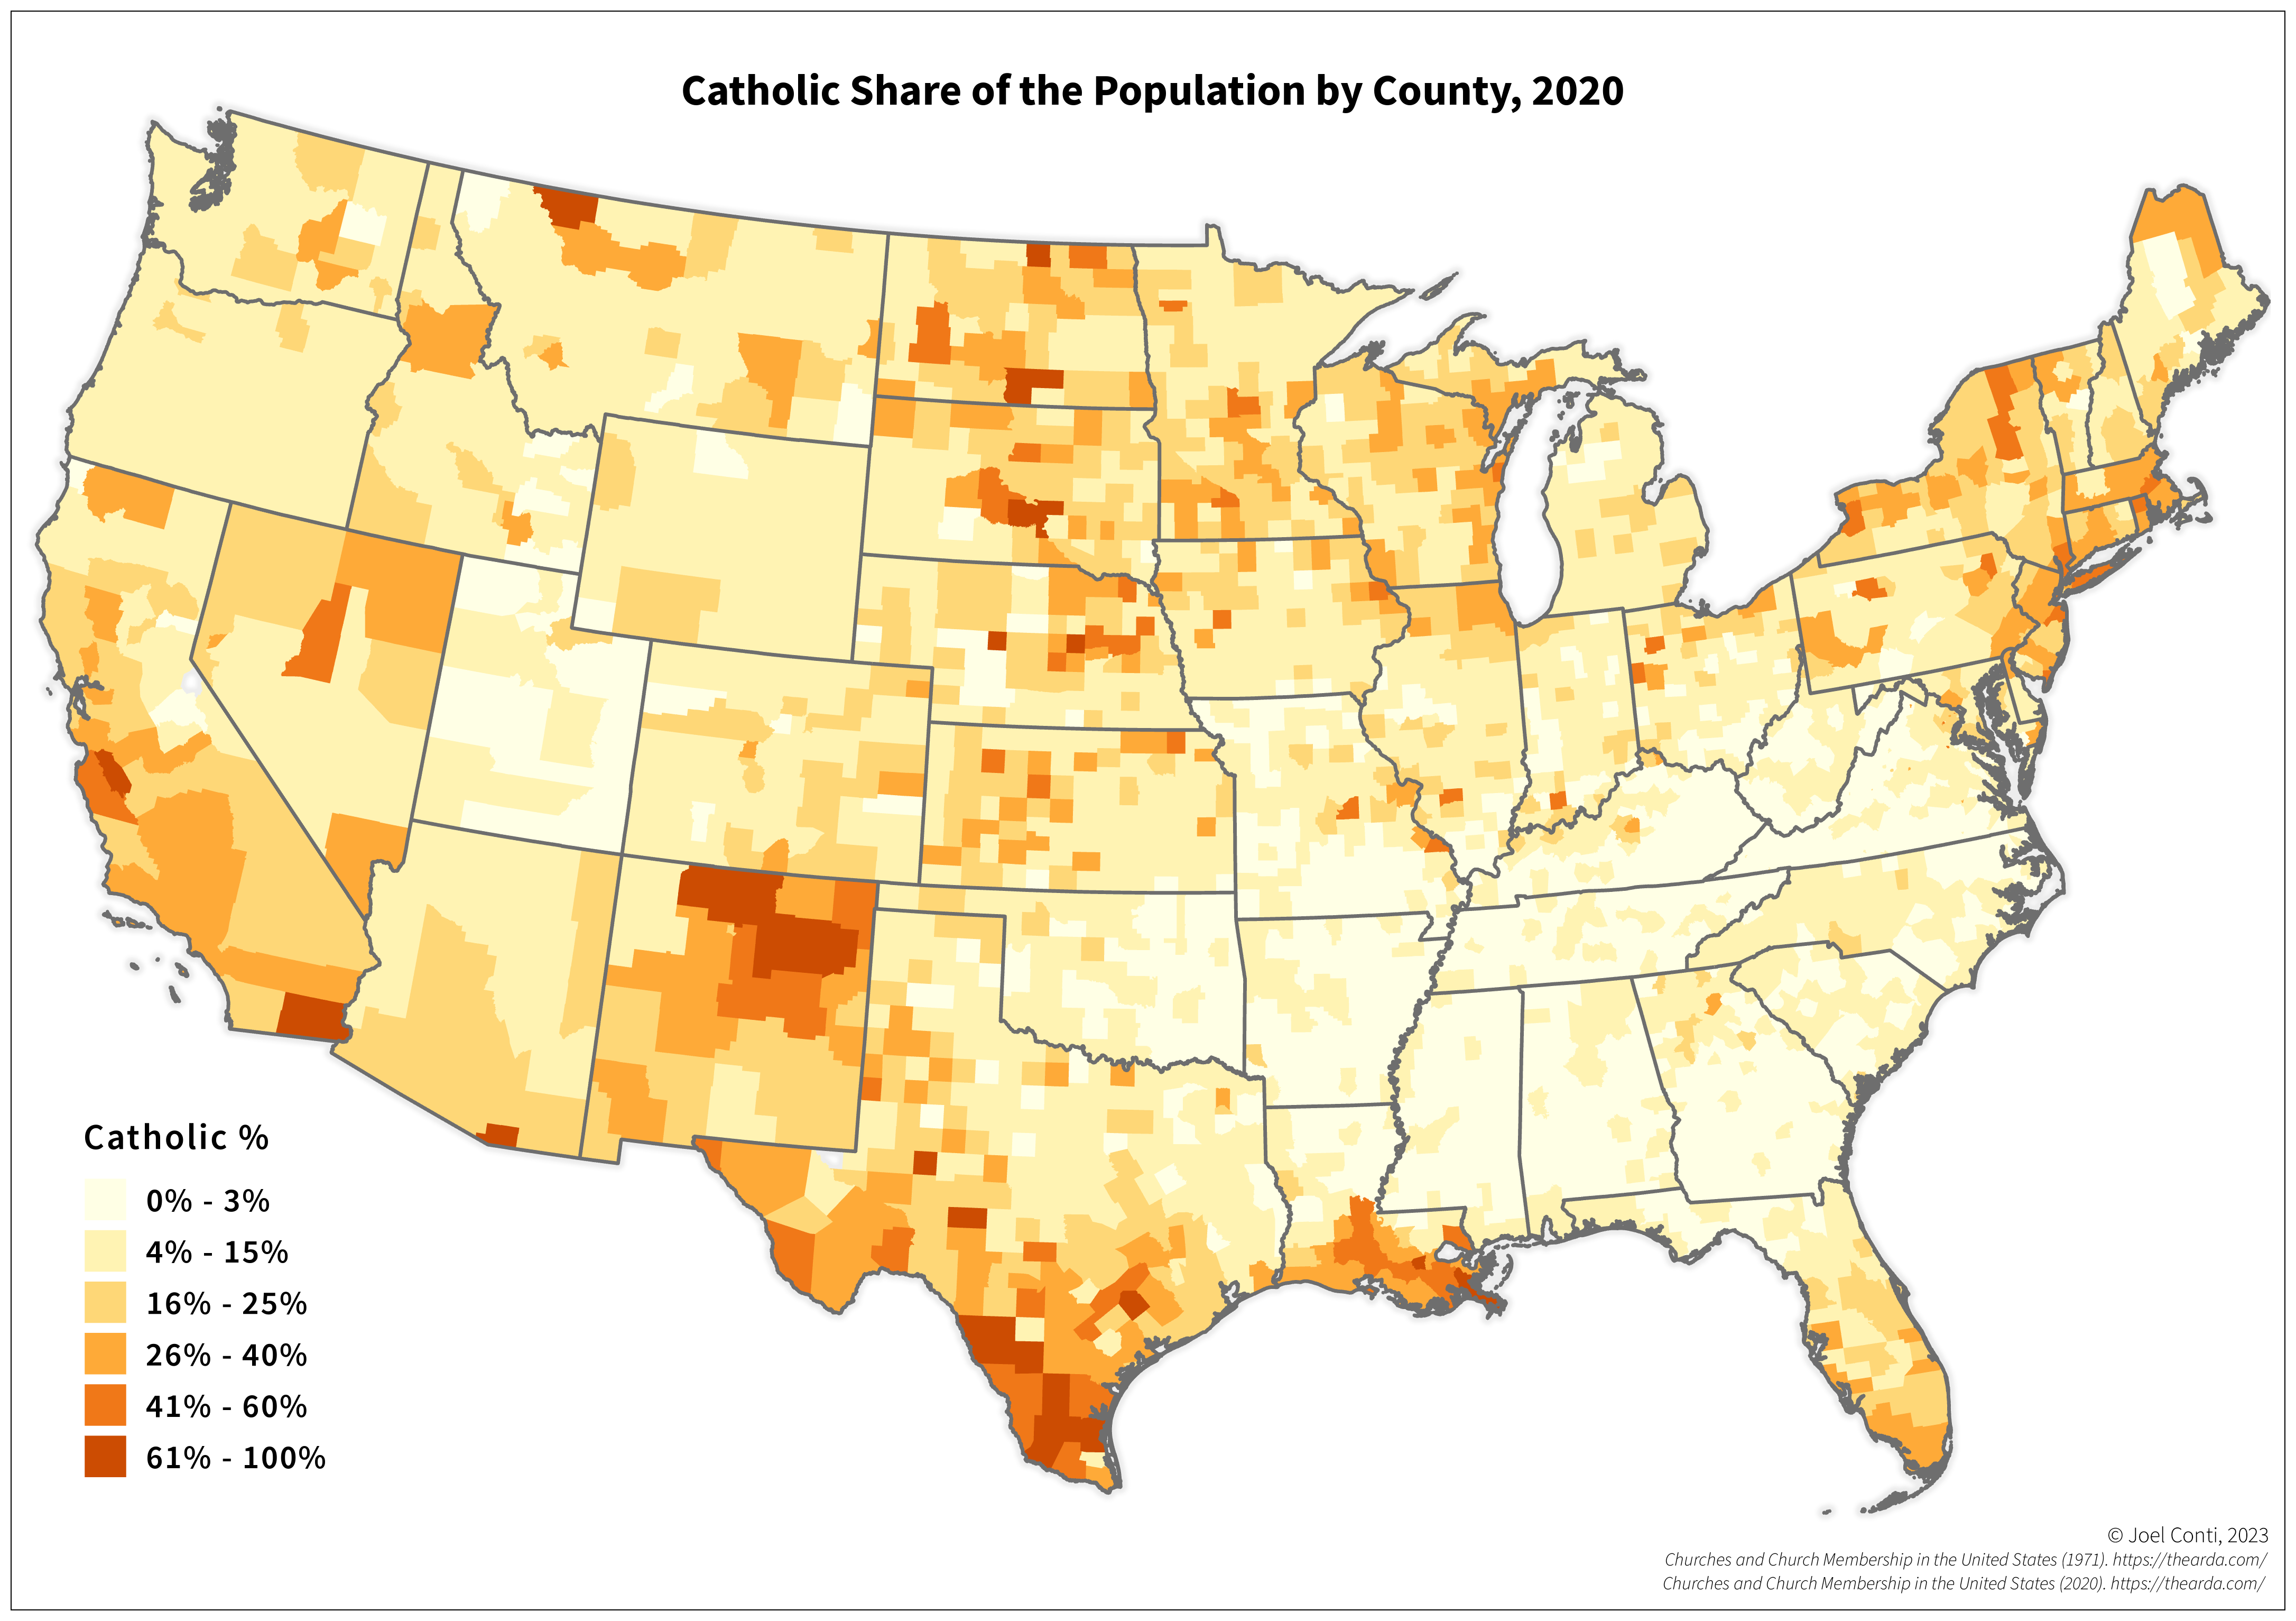 Catholic Share of the Population by County, 2020
Catholic %
0% - 3%
4% - 15%
16% - 25%
26% - 40%
41% - 60%
61% - 100%
© Joel Conti, 2023
Churches and Church Membership in the United States (1971). https://thearda.com/
Churches and Church Membership in the United States (2020). https://thearda.com/